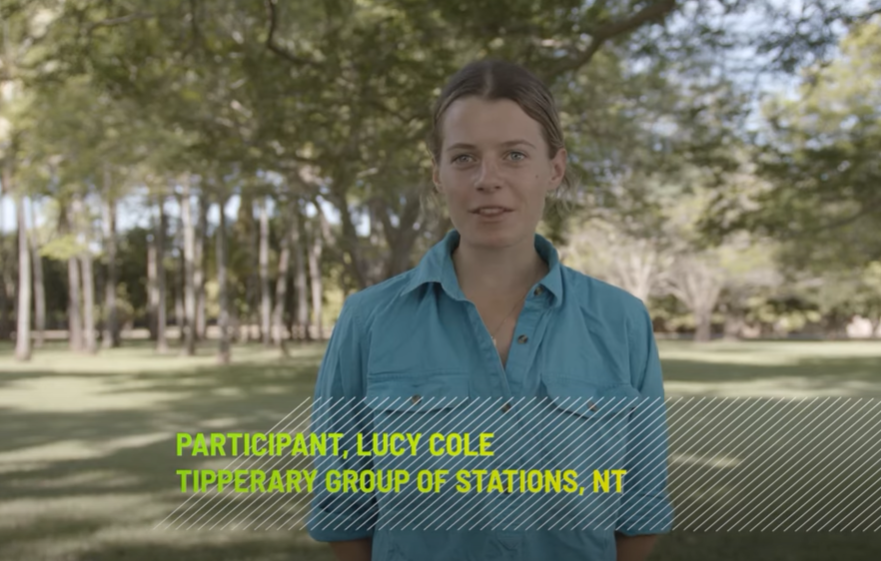 PARTICIPANT, LUCY COLE
TIPPERARY GROUP OF STATIONS, NT